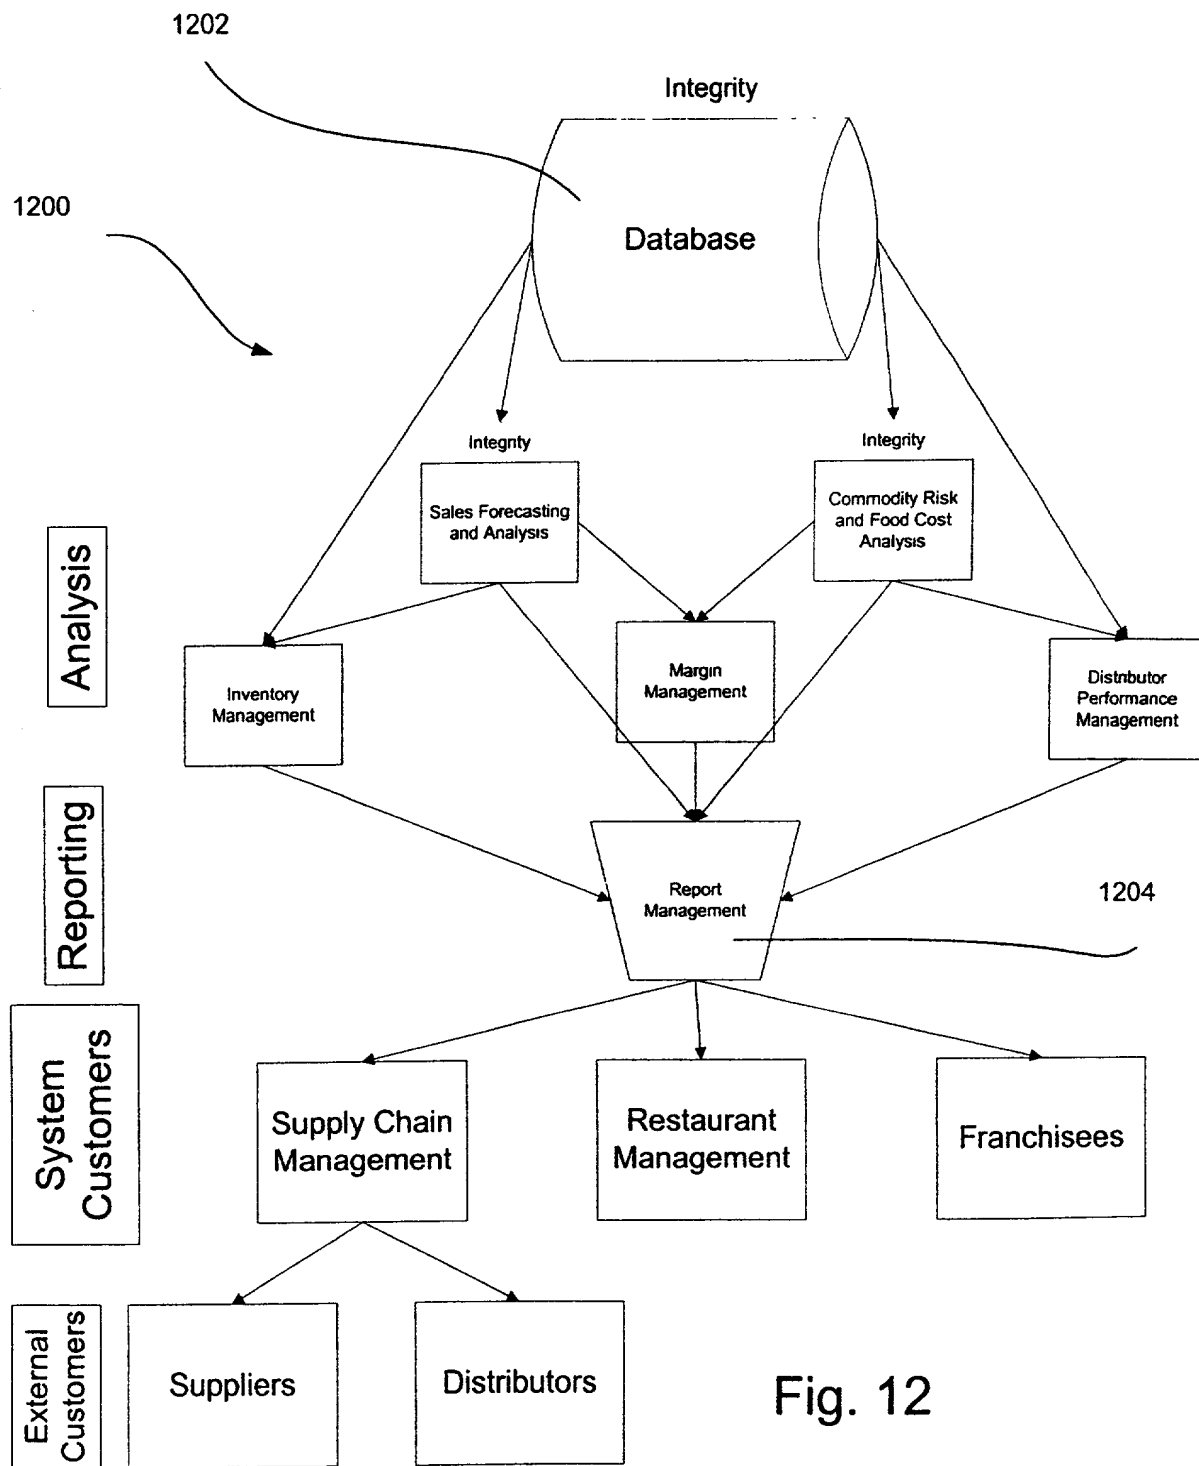 1202
Integrity
1200
Database
Integrity
Integrity
Sales Forecasting
and Analysis
Commodity Risk
and Food Cost
Analysis
Analysis
Inventory
Management
Margin
Management
Distributor
Performance
Management
Reporting
Report
Management
1204
System
Customers
Supply Chain
Management
Restaurant
Management
Franchisees
External
Customers
Suppliers
Distributors
Fig. 12